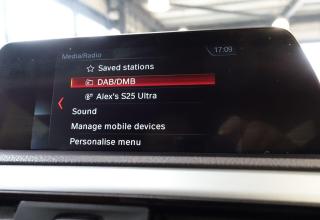 Media/Radio 17:09
Saved stations
DAB/DMB
Alex's S25 Ultra
Sound
Manage mobile devices
Personalise menu